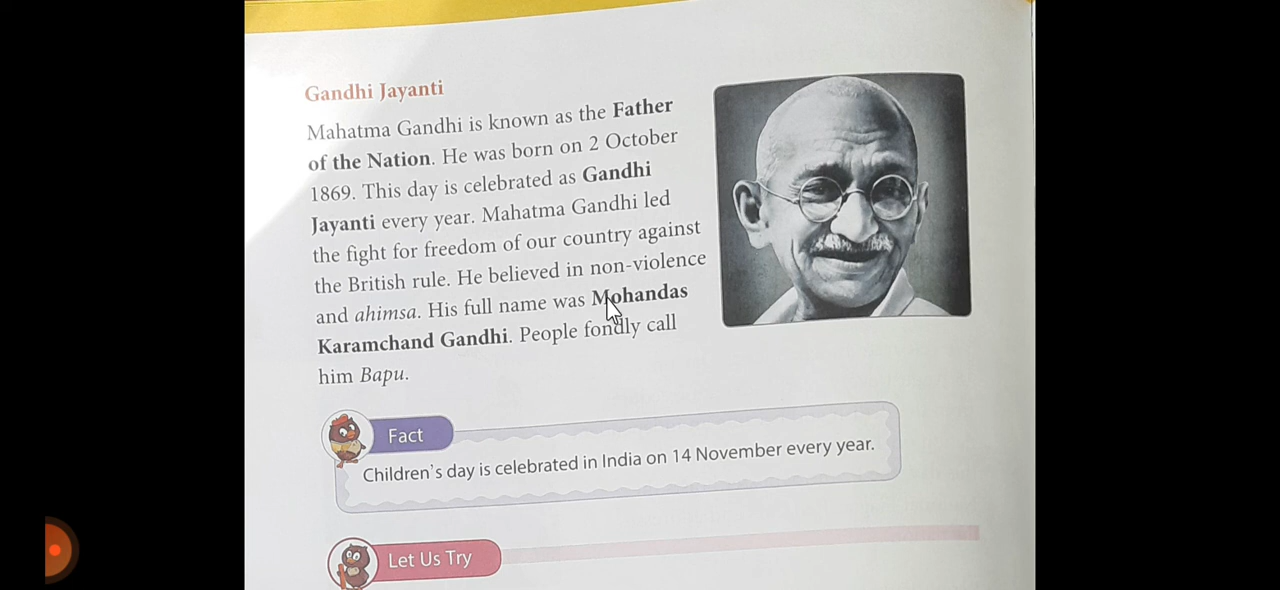 Gandhi Jayanti
Mahatma Gandhi is known as the Father
of the Nation. He was born on 2 October
1869. This day is celebrated as Gandhi
Jayanti every year. Mahatma Gandhi led
the fight for freedom of our country against
the British rule. He believed in non-violence
and ahimsa. His full name was Mohandas
Karamchand Gandhi. People fondly call
him Bapu.
Fact
Children's day is celebrated in India on 14 November every year.
Let Us Try